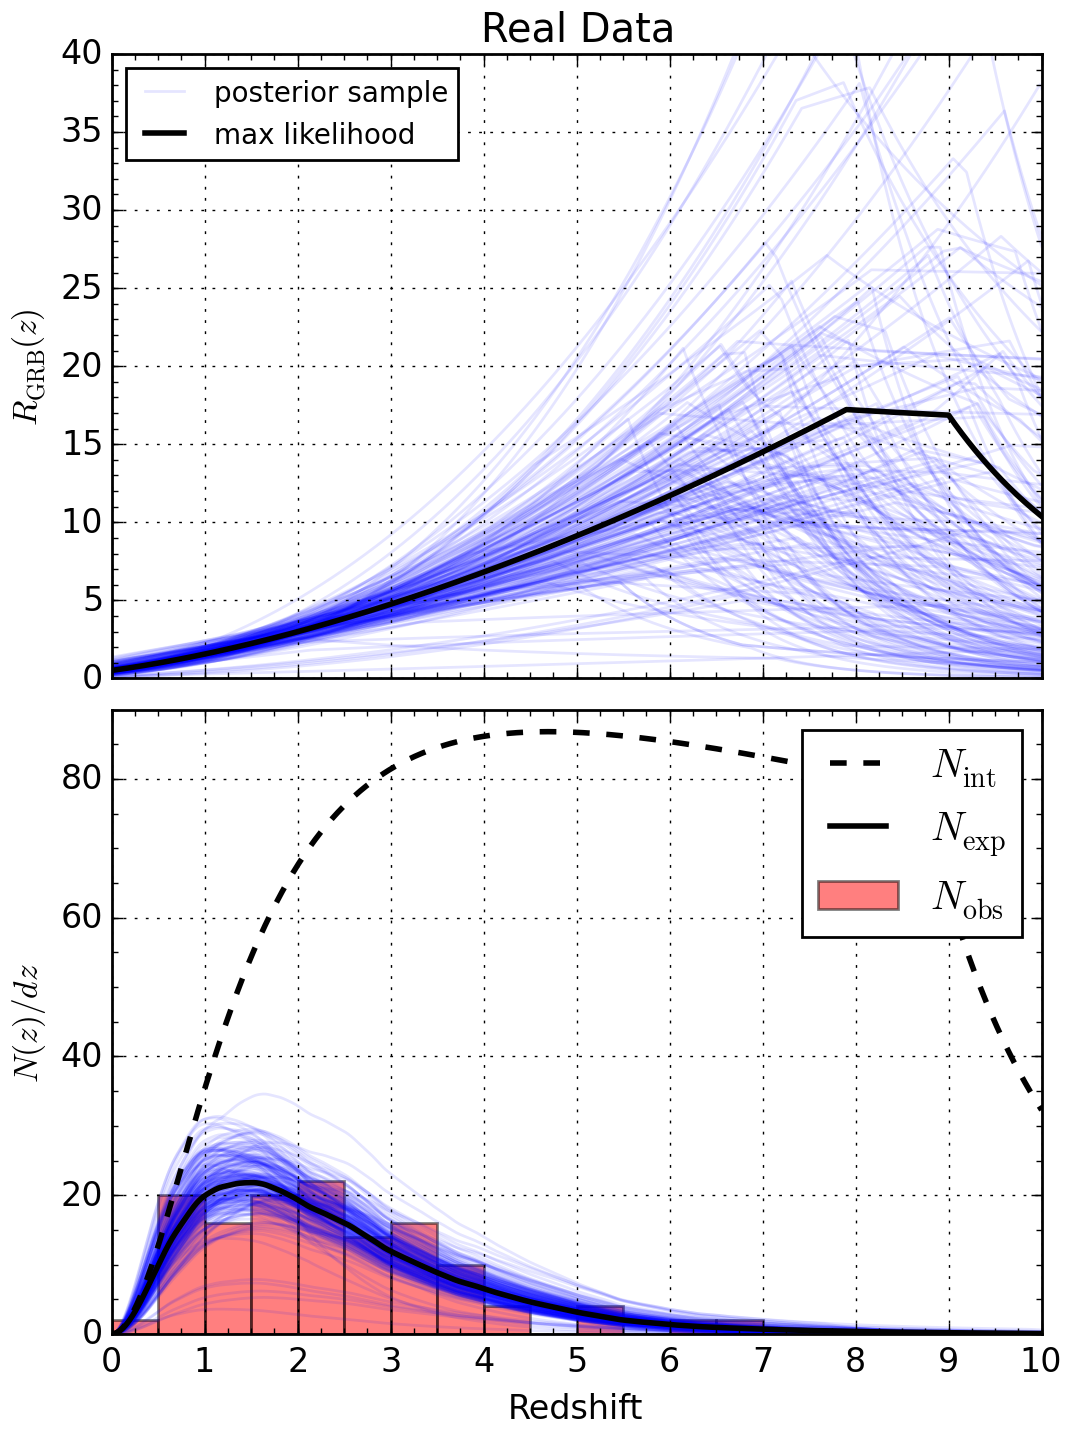 Real Data
40
35
30
25
20
15
10
5
0
R_GRB(z)
posterior sample
max likelihood
80
60
40
20
0
N(z)/dz
N_int
N_exp
N_obs
0 1 2 3 4 5 6 7 8 9 10
Redshift